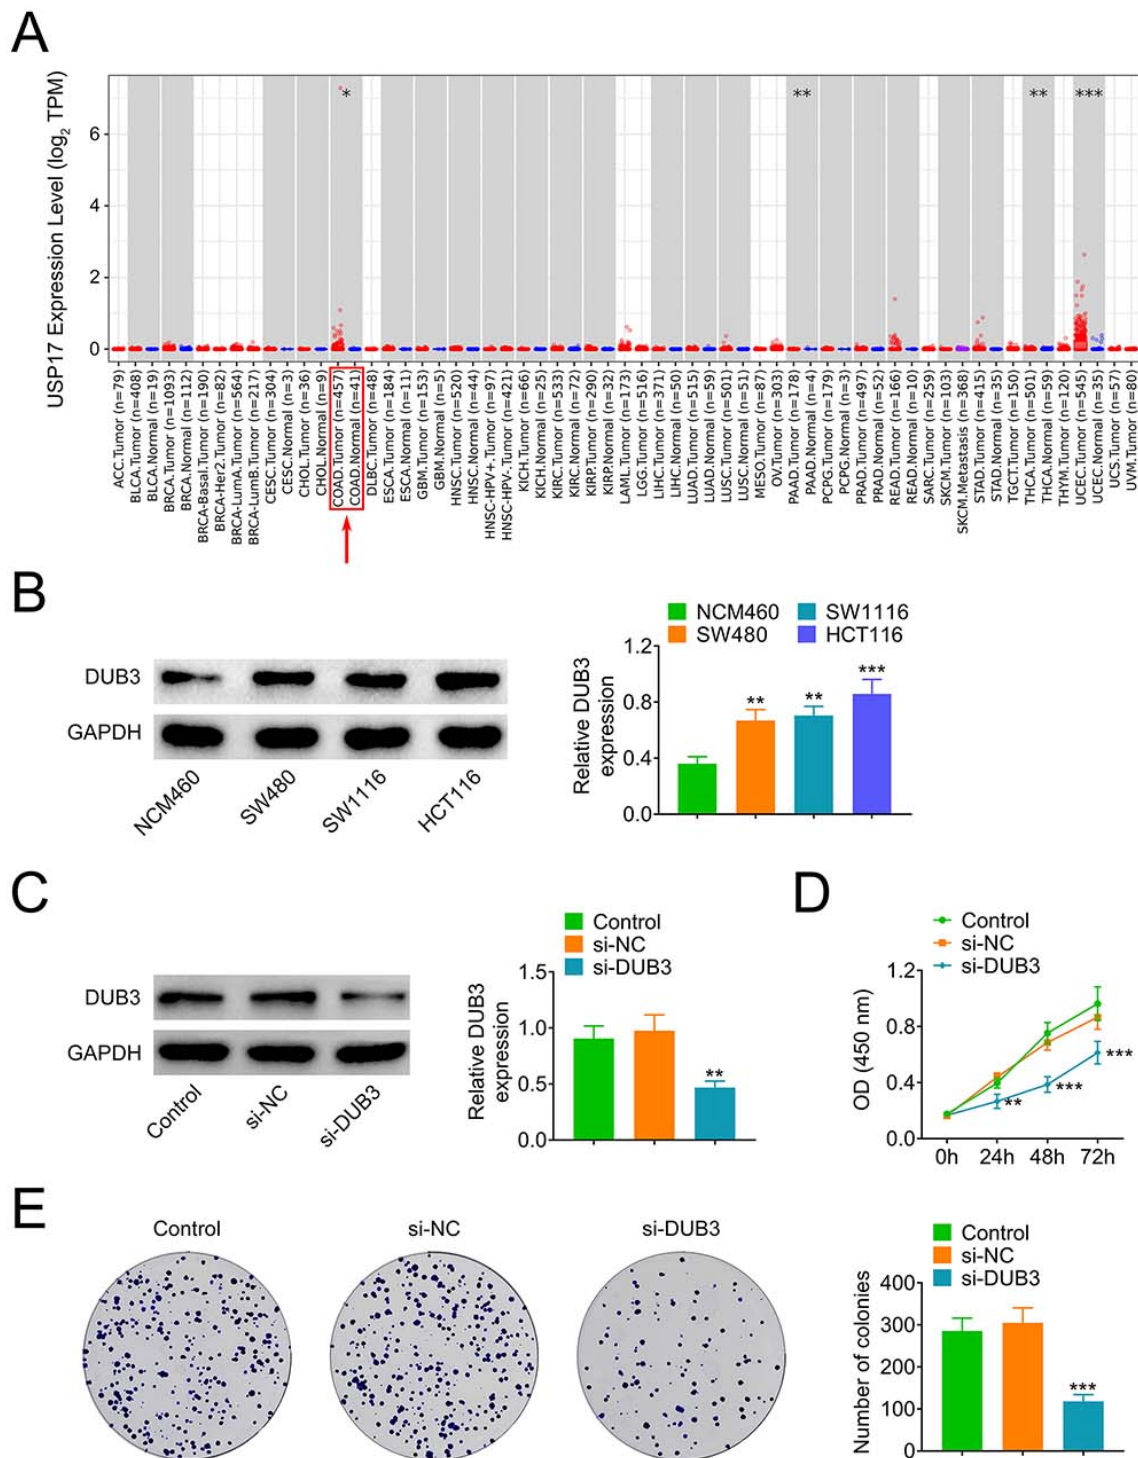 A
USP17 Expression Level (log2 TPM)
6
4
2
0
*
**
**
***
ACC.Tumor (n=79)
BLCA.Tumor (n=408)
BLCA.Normal (n=19)
BRCA.Tumor (n=1093)
BRCA.Normal (n=112)
BRCA-Basal.Tumor (n=190)
BRCA-Her2.Tumor (n=82)
BRCA-LumA.Tumor (n=564)
BRCA-LumB.Tumor (n=217)
CESC.Tumor (n=304)
CESC.Normal (n=3)
CHOL.Tumor (n=36)
CHOL.Normal (n=9)
COAD.Tumor (n=457)
COAD.Normal (n=41)
DLBC.Tumor (n=48)
ESCA.Tumor (n=184)
ESCA.Normal (n=11)
GBM.Tumor (n=153)
GBM.Normal (n=5)
HNSC.Tumor (n=520)
HNSC.Normal (n=44)
HNSC-HPV+.Tumor (n=97)
HNSC-HPV-.Tumor (n=421)
KICH.Tumor (n=66)
KICH.Normal (n=25)
KIRC.Tumor (n=533)
KIRC.Normal (n=72)
KIRP.Tumor (n=290)
KIRP.Normal (n=32)
LAML.Tumor (n=173)
LGG.Tumor (n=516)
LIHC.Tumor (n=371)
LIHC.Normal (n=50)
LUAD.Tumor (n=515)
LUAD.Normal (n=59)
LUSC.Tumor (n=501)
LUSC.Normal (n=51)
MESO.Tumor (n=87)
OV.Tumor (n=303)
PAAD.Tumor (n=178)
PAAD.Normal (n=4)
PCPG.Tumor (n=179)
PCPG.Normal (n=3)
PRAD.Tumor (n=497)
PRAD.Normal (n=52)
READ.Tumor (n=166)
READ.Normal (n=10)
SARC.Tumor (n=259)
SKCM.Tumor (n=103)
SKCM.Metastasis (n=368)
STAD.Tumor (n=415)
STAD.Normal (n=35)
TGCT.Tumor (n=150)
THCA.Tumor (n=501)
THCA.Normal (n=59)
THYM.Tumor (n=120)
UCEC.Tumor (n=545)
UCEC.Normal (n=35)
UCS.Tumor (n=57)
UVM.Tumor (n=80)
B
DUB3
GAPDH
NCM460
SW480
SW1116
HCT116
NCM460
SW1116
SW480
HCT116
Relative DUB3
expression
1.2
0.8
0.4
0.0
**
**
***
C
DUB3
GAPDH
Control
si-NC
si-DUB3
Control
si-NC
si-DUB3
Relative DUB3
expression
1.5
1.0
0.5
0.0
**
D
Control
si-NC
si-DUB3
OD (450 nm)
1.2
0.8
0.4
0.0
**
***
***
0h
24h
48h
72h
E
Control
si-NC
si-DUB3
Control
si-NC
si-DUB3
Number of colonies
400
300
200
100
0
***